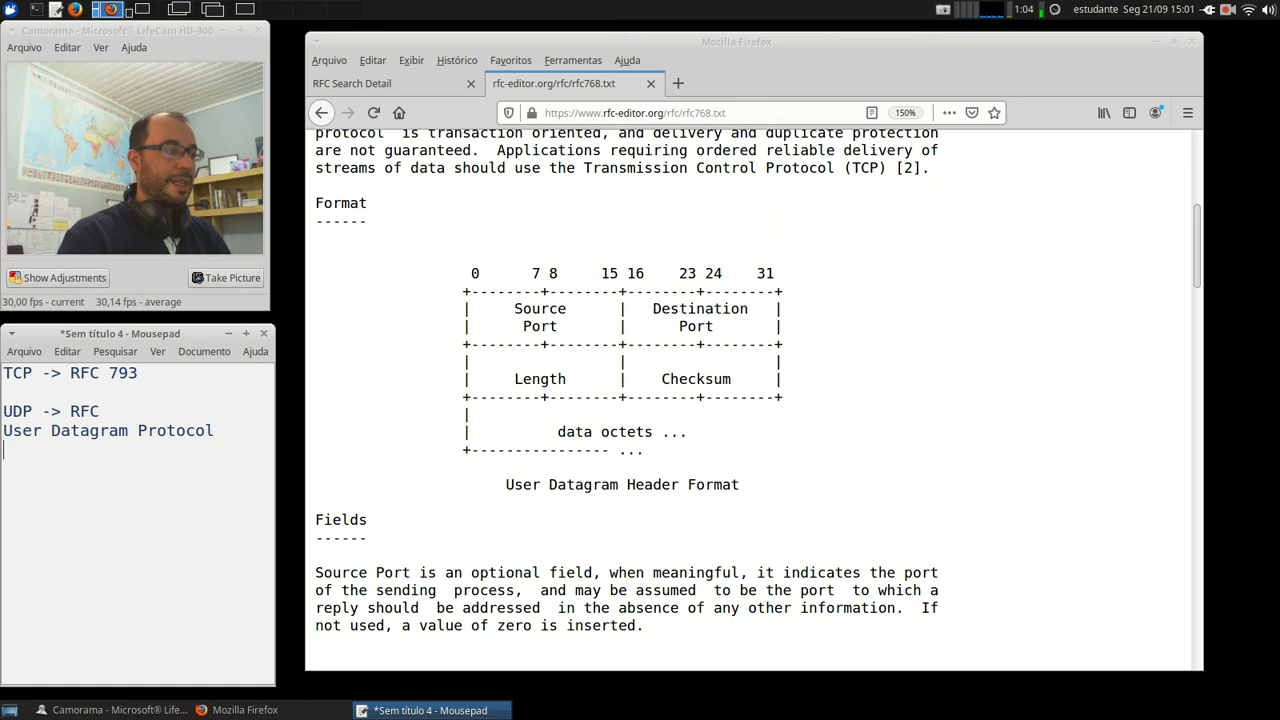 1:04
estudante Seg 21/09 15:01
Camorama - Microsoft® LifeCam HD-300
Arquivo Editar Ver Ajuda
Show Adjustments
Take Picture
30,00 fps - current 30,14 fps - average
*Sem título 4 - Mousepad
Arquivo Editar Pesquisar Ver Documento Ajuda
TCP -> RFC 793
UDP -> RFC
User Datagram Protocol
Mozilla Firefox
Arquivo Editar Exibir Histórico Favoritos Ferramentas Ajuda
RFC Search Detail
rfc-editor.org/rfc/rfc768.txt
https://www.rfc-editor.org/rfc/rfc768.txt 150%
protocol is transaction oriented, and delivery and duplicate protection
are not guaranteed. Applications requiring ordered reliable delivery of
streams of data should use the Transmission Control Protocol (TCP) [2].
Format
------
0 7 8 15 16 23 24 31
+--------+--------+--------+--------+
| Source | Destination |
| Port | Port |
+--------+--------+--------+--------+
| | |
| Length | Checksum |
+--------+--------+--------+--------+
|
| data octets ...
+---------------- ...
User Datagram Header Format
Fields
------
Source Port is an optional field, when meaningful, it indicates the port
of the sending process, and may be assumed to be the port to which a
reply should be addressed in the absence of any other information. If
not used, a value of zero is inserted.
Camorama - Microsoft® Life...
Mozilla Firefox
*Sem título 4 - Mousepad